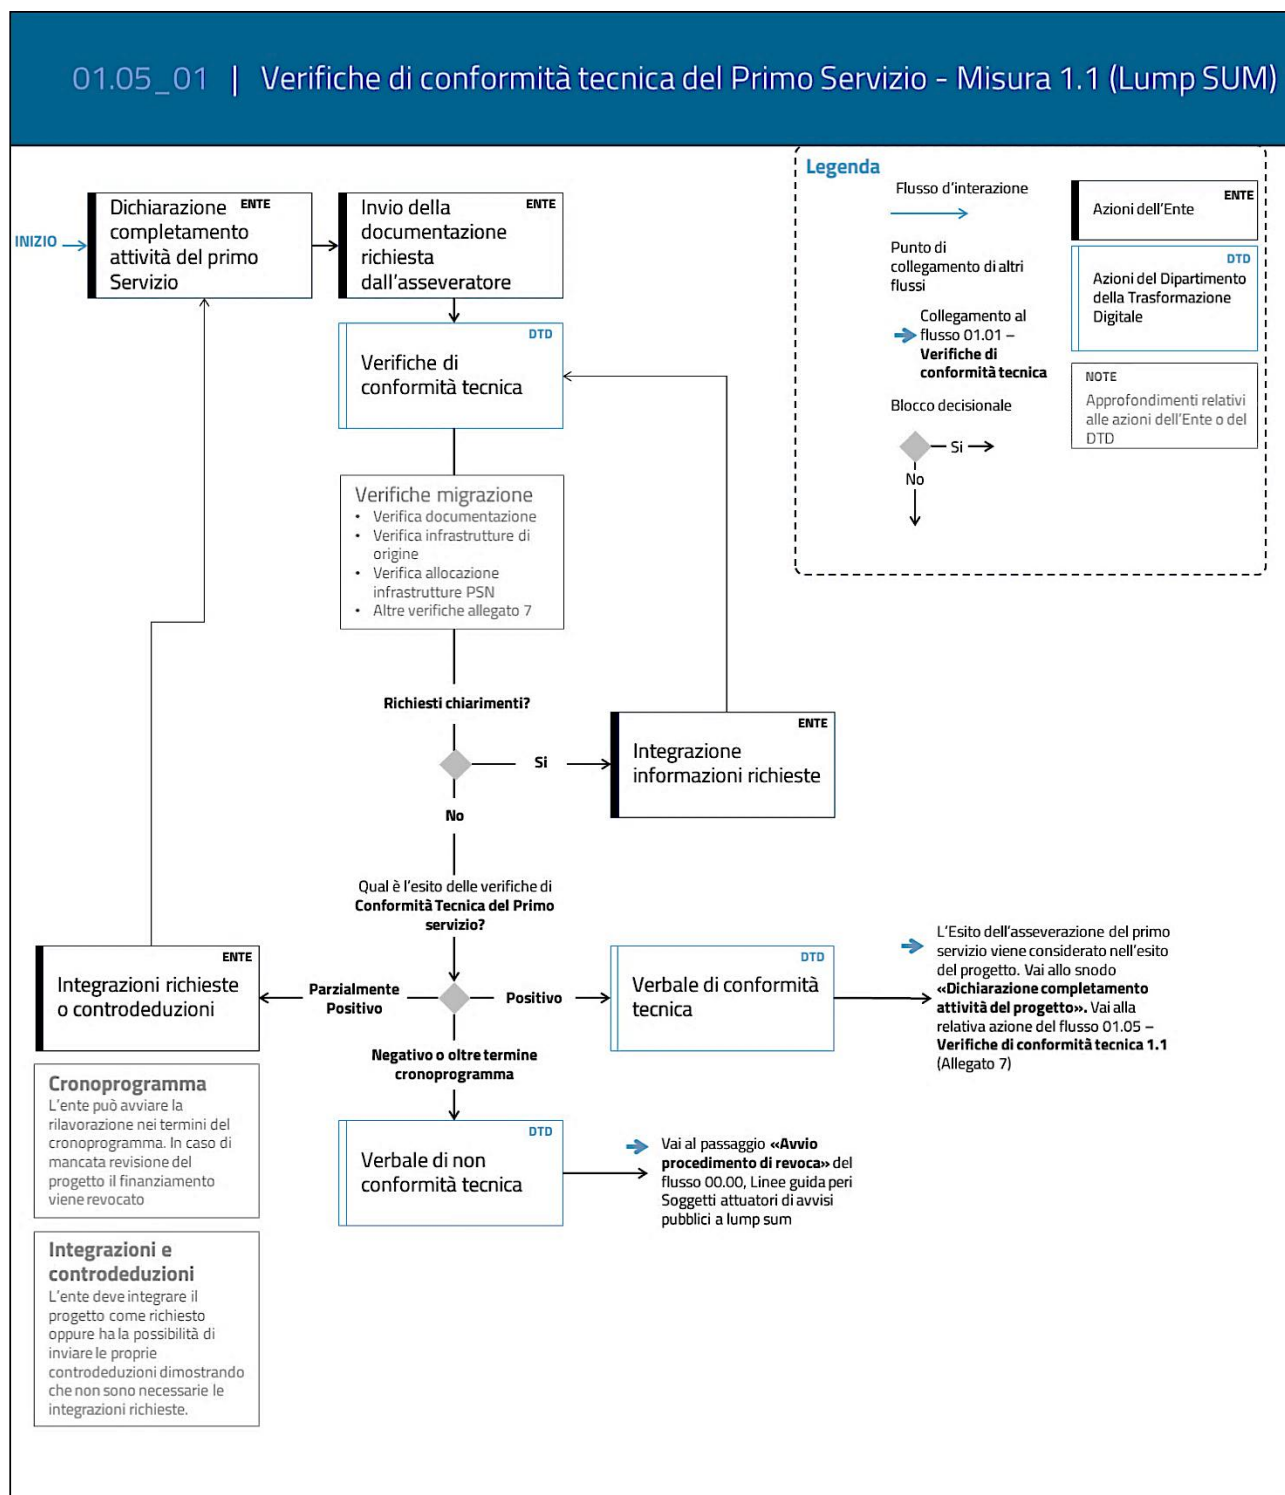 01.05_01 | Verifiche di conformità tecnica del Primo Servizio - Misura 1.1 (Lump SUM)
Legenda
Flusso d'interazione
Punto di
collegamento di altri
flussi
Collegamento al
flusso 01.01 –
Verifiche di
conformità tecnica
Blocco decisionale
Si
No
ENTE
Azioni dell'Ente
DTD
Azioni del Dipartimento
della Trasformazione
Digitale
NOTE
Approfondimenti relativi
alle azioni dell'Ente o del
DTD
INIZIO
Dichiarazione ENTE
completamento
attività del primo
Servizio
Invio della ENTE
documentazione
richiesta
dall'asseveratore
DTD
Verifiche di
conformità tecnica
Verifiche migrazione
• Verifica documentazione
• Verifica infrastrutture di
origine
• Verifica allocazione
infrastrutture PSN
• Altre verifiche allegato 7
Richiesti chiarimenti?
Si
ENTE
Integrazione
informazioni richieste
No
Qual è l'esito delle verifiche di
Conformità Tecnica del Primo
servizio?
ENTE
Integrazioni richieste
o controdeduzioni
Parzialmente
Positivo
Positivo
DTD
Verbale di conformità
tecnica
L'Esito dell'asseverazione del primo
servizio viene considerato nell'esito
del progetto. Vai allo snodo
«Dichiarazione completamento
attività del progetto». Vai alla
relativa azione del flusso 01.05 –
Verifiche di conformità tecnica 1.1
(Allegato 7)
Negativo o oltre termine
cronoprogramma
Cronoprogramma
L'ente può avviare la
rilavorazione nei termini del
cronoprogramma. In caso di
mancata revisione del
progetto il finanziamento
viene revocato
DTD
Verbale di non
conformità tecnica
Vai al passaggio «Avvio
procedimento di revoca» del
flusso 00.00, Linee guida peri
Soggetti attuatori di avvisi
pubblici a lump sum
Integrazioni e
controdeduzioni
L'ente deve integrare il
progetto come richiesto
oppure ha la possibilità di
inviare le proprie
controdeduzioni dimostrando
che non sono necessarie le
integrazioni richieste.